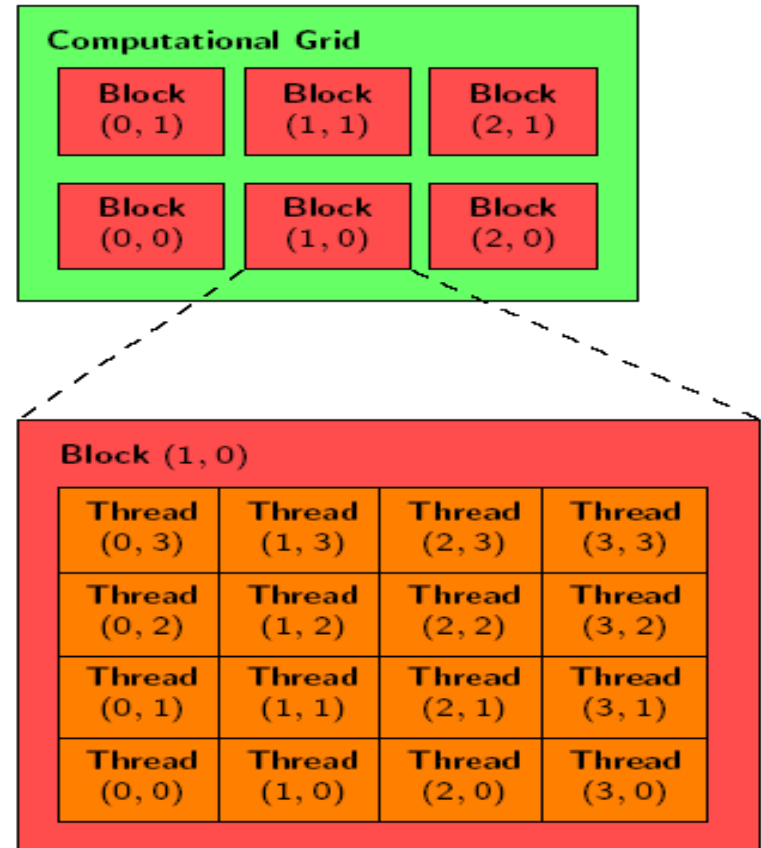 Computational Grid
Block Block Block
(0, 1) (1, 1) (2, 1)
Block Block Block
(0, 0) (1, 0) (2, 0)
Block (1, 0)
Thread Thread Thread Thread
(0, 3) (1, 3) (2, 3) (3, 3)
Thread Thread Thread Thread
(0, 2) (1, 2) (2, 2) (3, 2)
Thread Thread Thread Thread
(0, 1) (1, 1) (2, 1) (3, 1)
Thread Thread Thread Thread
(0, 0) (1, 0) (2, 0) (3, 0)